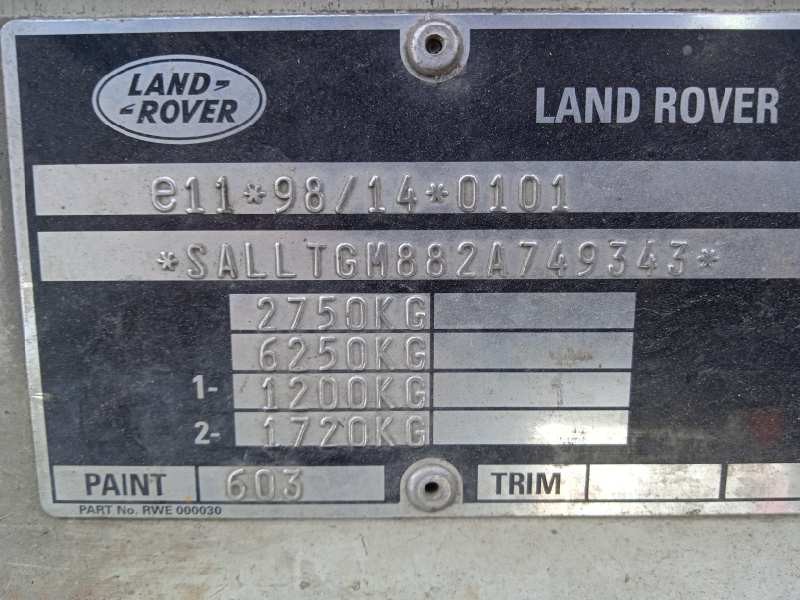 LAND-
-ROVER
LAND ROVER
e11*98/14*0101
*SALLTGM882A749343*
2750KG
6250KG
1- 1200KG
2- 1720KG
PAINT 603 TRIM
PART No. RWE 000030